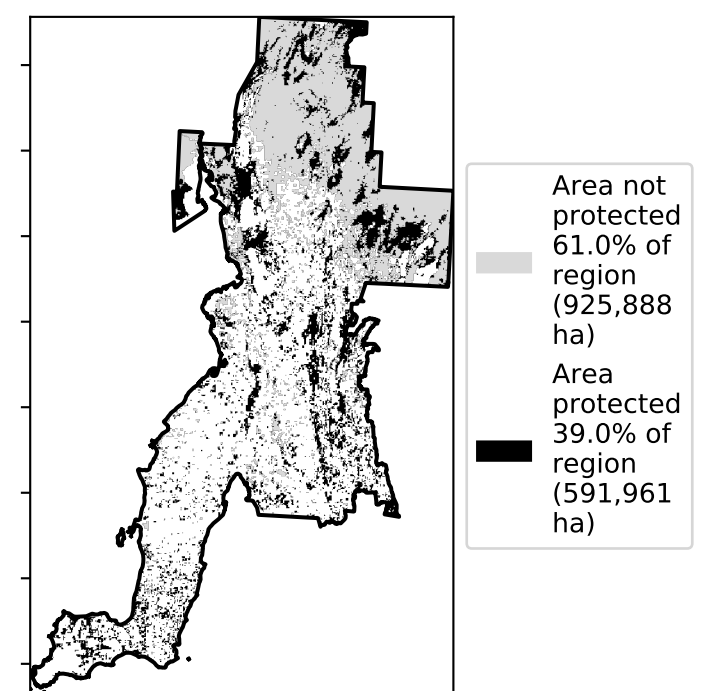 Area not
protected
61.0% of
region
(925,888
ha)
Area
protected
39.0% of
region
(591,961
ha)